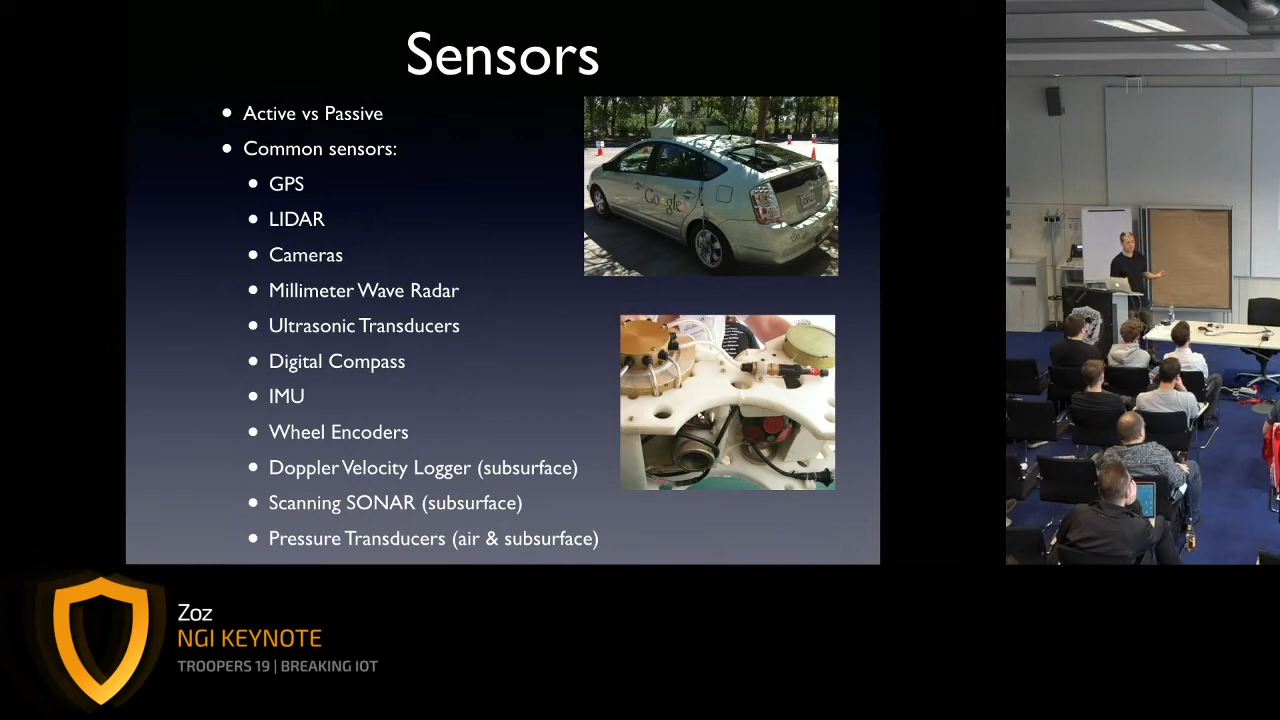 Sensors
Active vs Passive
Common sensors:
GPS
LIDAR
Cameras
Millimeter Wave Radar
Ultrasonic Transducers
Digital Compass
IMU
Wheel Encoders
Doppler Velocity Logger (subsurface)
Scanning SONAR (subsurface)
Pressure Transducers (air & subsurface)
Google
Zoz
NGI KEYNOTE
TROOPERS 19 | BREAKING IOT